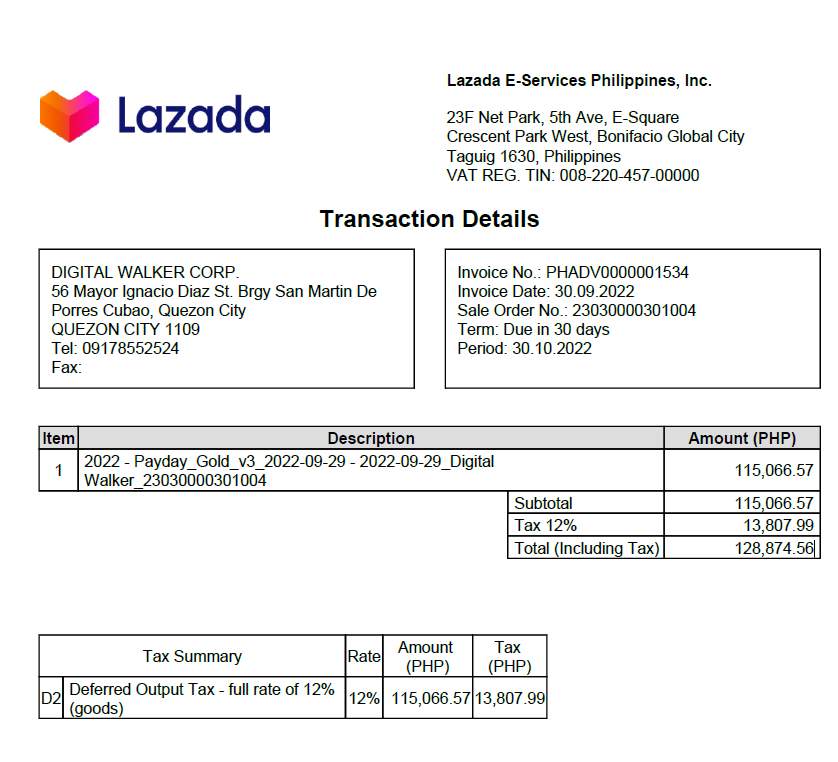 Lazada
Lazada E-Services Philippines, Inc.
23F Net Park, 5th Ave, E-Square
Crescent Park West, Bonifacio Global City
Taguig 1630, Philippines
VAT REG. TIN: 008-220-457-00000
Transaction Details
DIGITAL WALKER CORP.
56 Mayor Ignacio Diaz St. Brgy San Martin De
Porres Cubao, Quezon City
QUEZON CITY 1109
Tel: 09178552524
Fax:
Invoice No.: PHADV0000001534
Invoice Date: 30.09.2022
Sale Order No.: 23030000301004
Term: Due in 30 days
Period: 30.10.2022
Item Description Amount (PHP)
1 2022 - Payday_Gold_v3_2022-09-29 - 2022-09-29_Digital
Walker_23030000301004 115,066.57
Subtotal 115,066.57
Tax 12% 13,807.99
Total (Including Tax) 128,874.56
Tax Summary Rate Amount (PHP) Tax (PHP)
D2 Deferred Output Tax - full rate of 12%
(goods) 12% 115,066.57 13,807.99